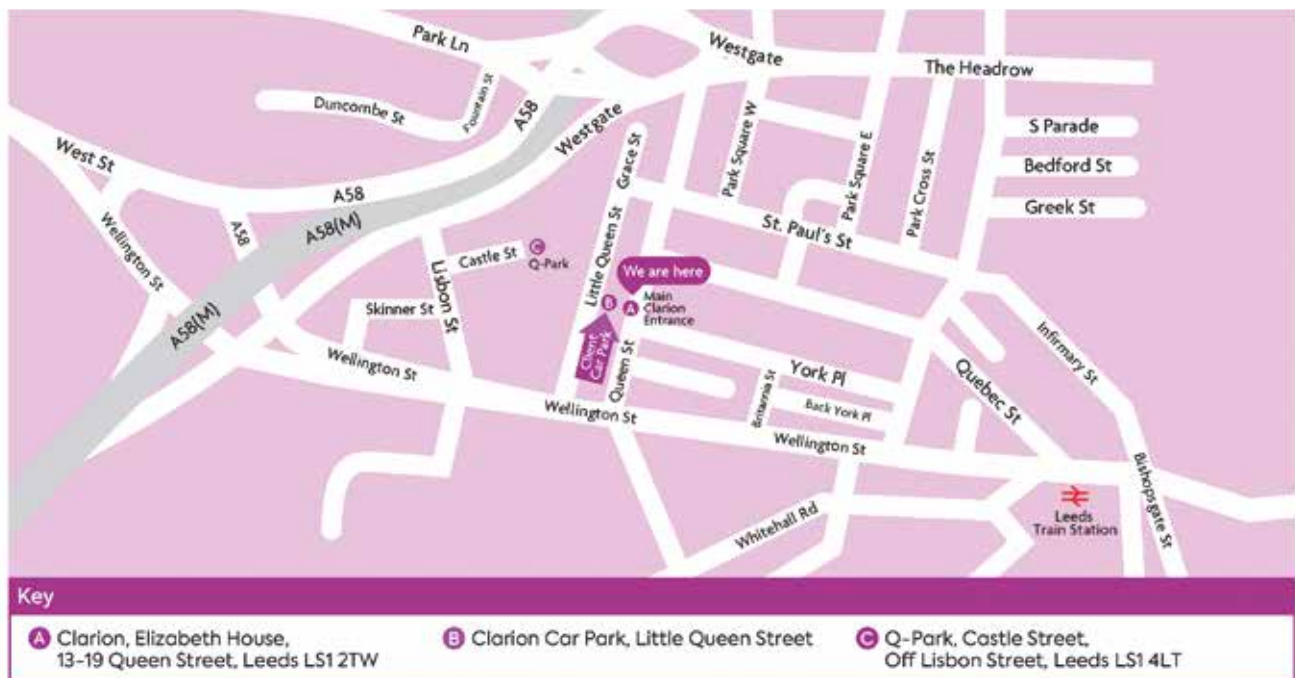 Park Ln
Westgate
The Headrow
Duncombe St
Fountain St
A58
Westgate
Park Square W
Park Square E
Park Cross St
S Parade
Bedford St
Greek St
West St
A58
A58(M)
A58
Wellington St
Grace St
St. Paul's St
Castle St
C
Q-Park
Little Queen St
We are here
Lisbon St
Skinner St
B
A
Main
Clarion
Entrance
A58(M)
Client
Car Park
Queen St
Wellington St
York Pl
Britannia St
Back York Pl
Quebec St
Infirmary St
Wellington St
Wellington St
Bishopsgate St
Whitehall Rd
Leeds
Train Station
Key
A Clarion, Elizabeth House,
13-19 Queen Street, Leeds LS1 2TW
B Clarion Car Park, Little Queen Street
C Q-Park, Castle Street,
Off Lisbon Street, Leeds LS1 4LT